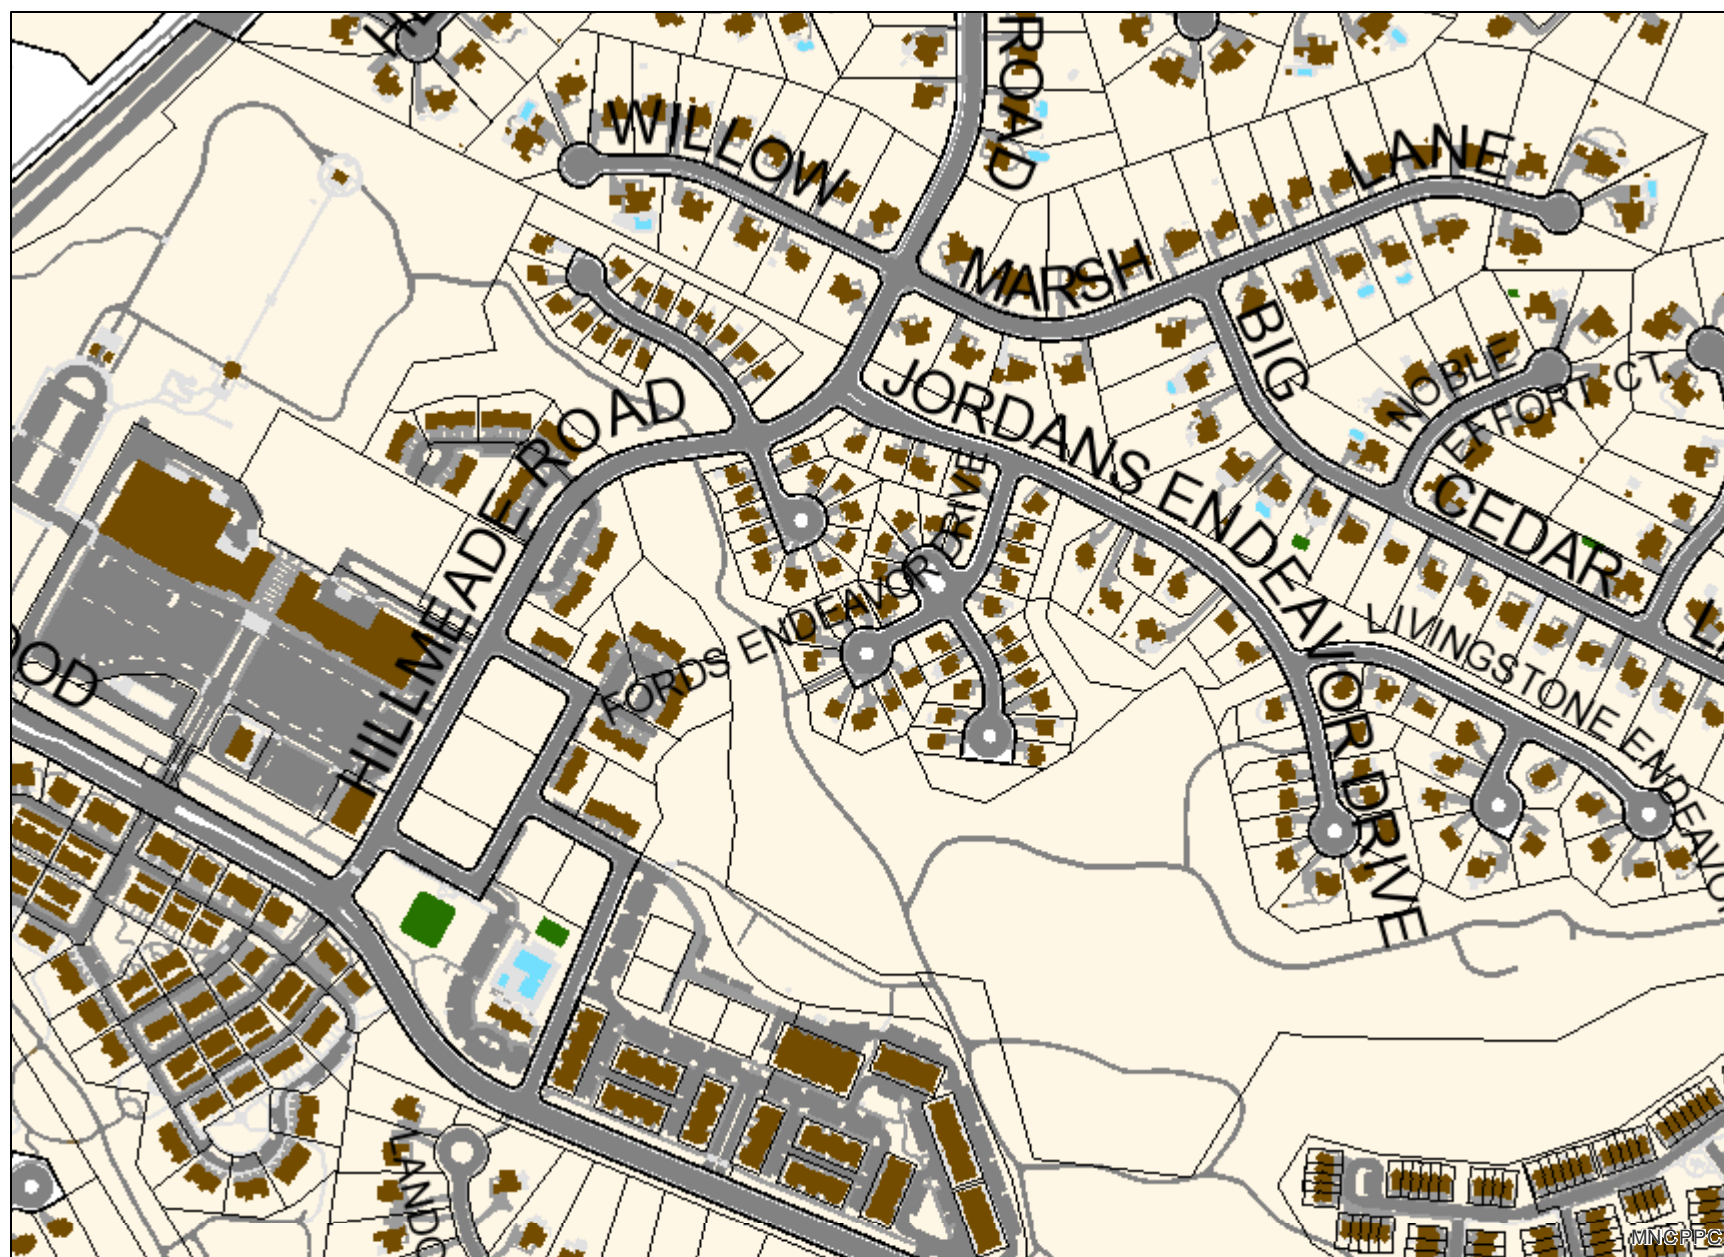 ROAD
WILLOW
MARSH
LANE
BIG
NOBLE
EFFORT CT
CEDAR
JORDANS ENDEAVOR DRIVE
HILLMEADE ROAD
FORDS ENDEAVOR DRIVE
LIVINGSTONE ENDEAVOR
OOD
LANDO
MNCPPC